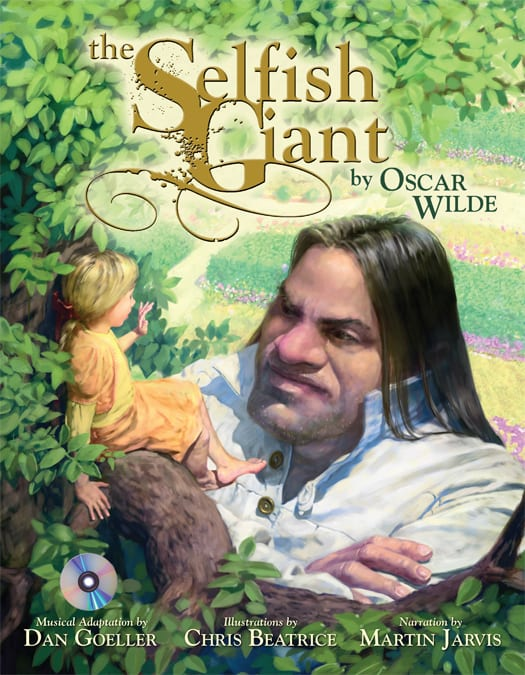 the Selfish
Giant
by OSCAR
WILDE
Musical Adaptation by
DAN GOELLER
Illustrations by
CHRIS BEATRICE
Narration by
MARTIN JARVIS